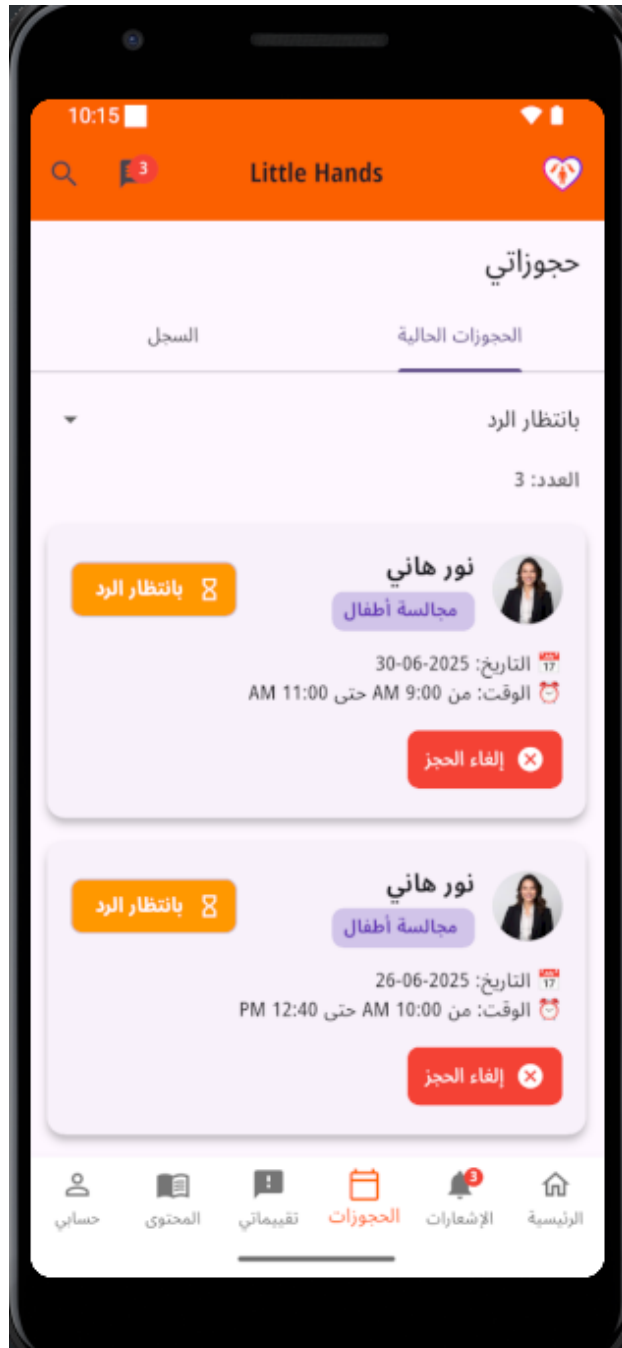 10:15
3
Little Hands
حجوزاتي
الحجوزات الحالية
السجل
بانتظار الرد
العدد: 3
نور هاني
مجالسة أطفال
بانتظار الرد
17 التاريخ: 2025-06-30
الوقت: من 9:00 AM حتى 11:00 AM
إلغاء الحجز
نور هاني
مجالسة أطفال
بانتظار الرد
17 التاريخ: 2025-06-26
الوقت: من 10:00 AM حتى 12:40 PM
إلغاء الحجز
3
الرئيسية
الإشعارات
الحجوزات
تقييماتي
المحتوى
حسابي